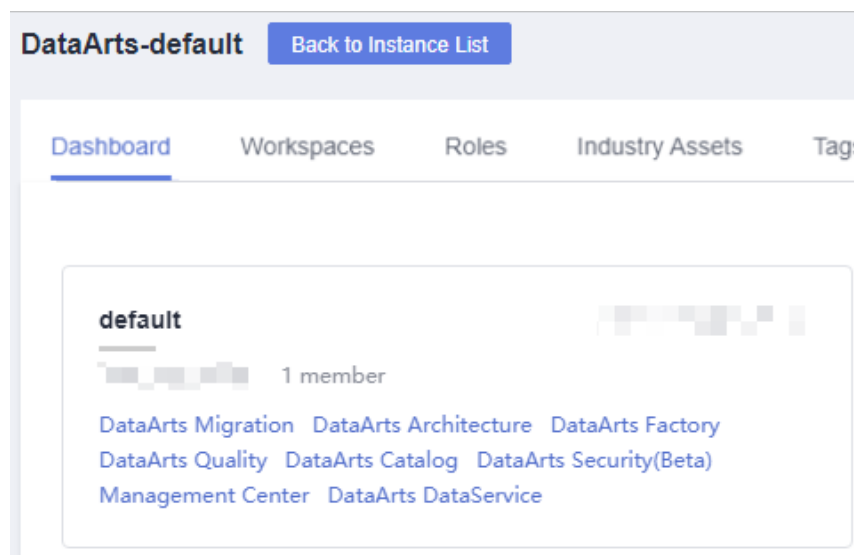 DataArts-default Back to Instance List
Dashboard Workspaces Roles Industry Assets
default
1 member
DataArts Migration DataArts Architecture DataArts Factory
DataArts Quality DataArts Catalog DataArts Security(Beta)
Management Center DataArts DataService